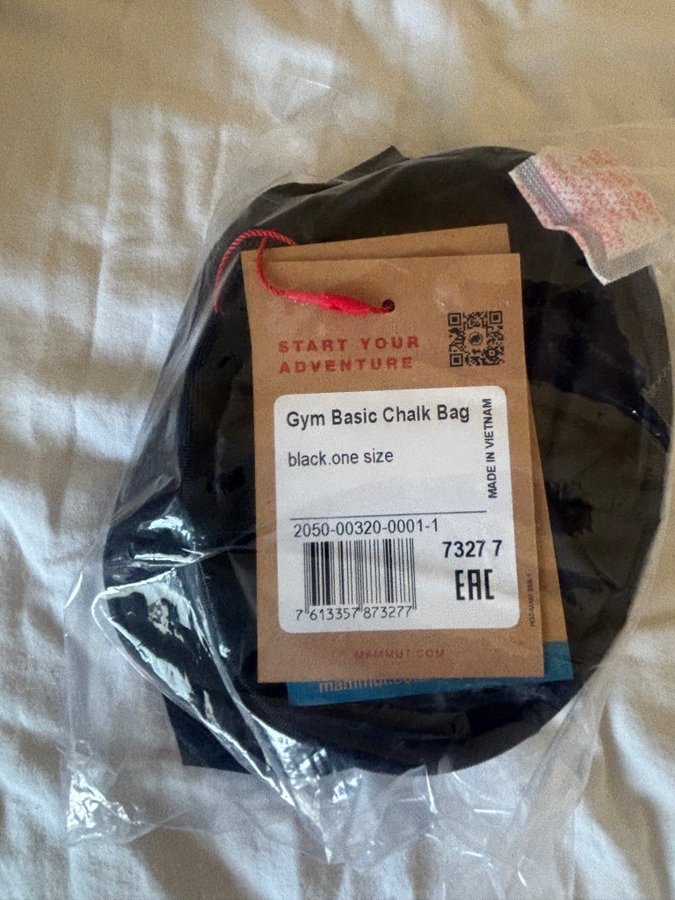 START YOUR
ADVENTURE
Gym Basic Chalk Bag
black.one size
MADE IN VIETNAM
2050-00320-0001-1
7327 7
EAC
7 613357 873277
MAMMUT.COM